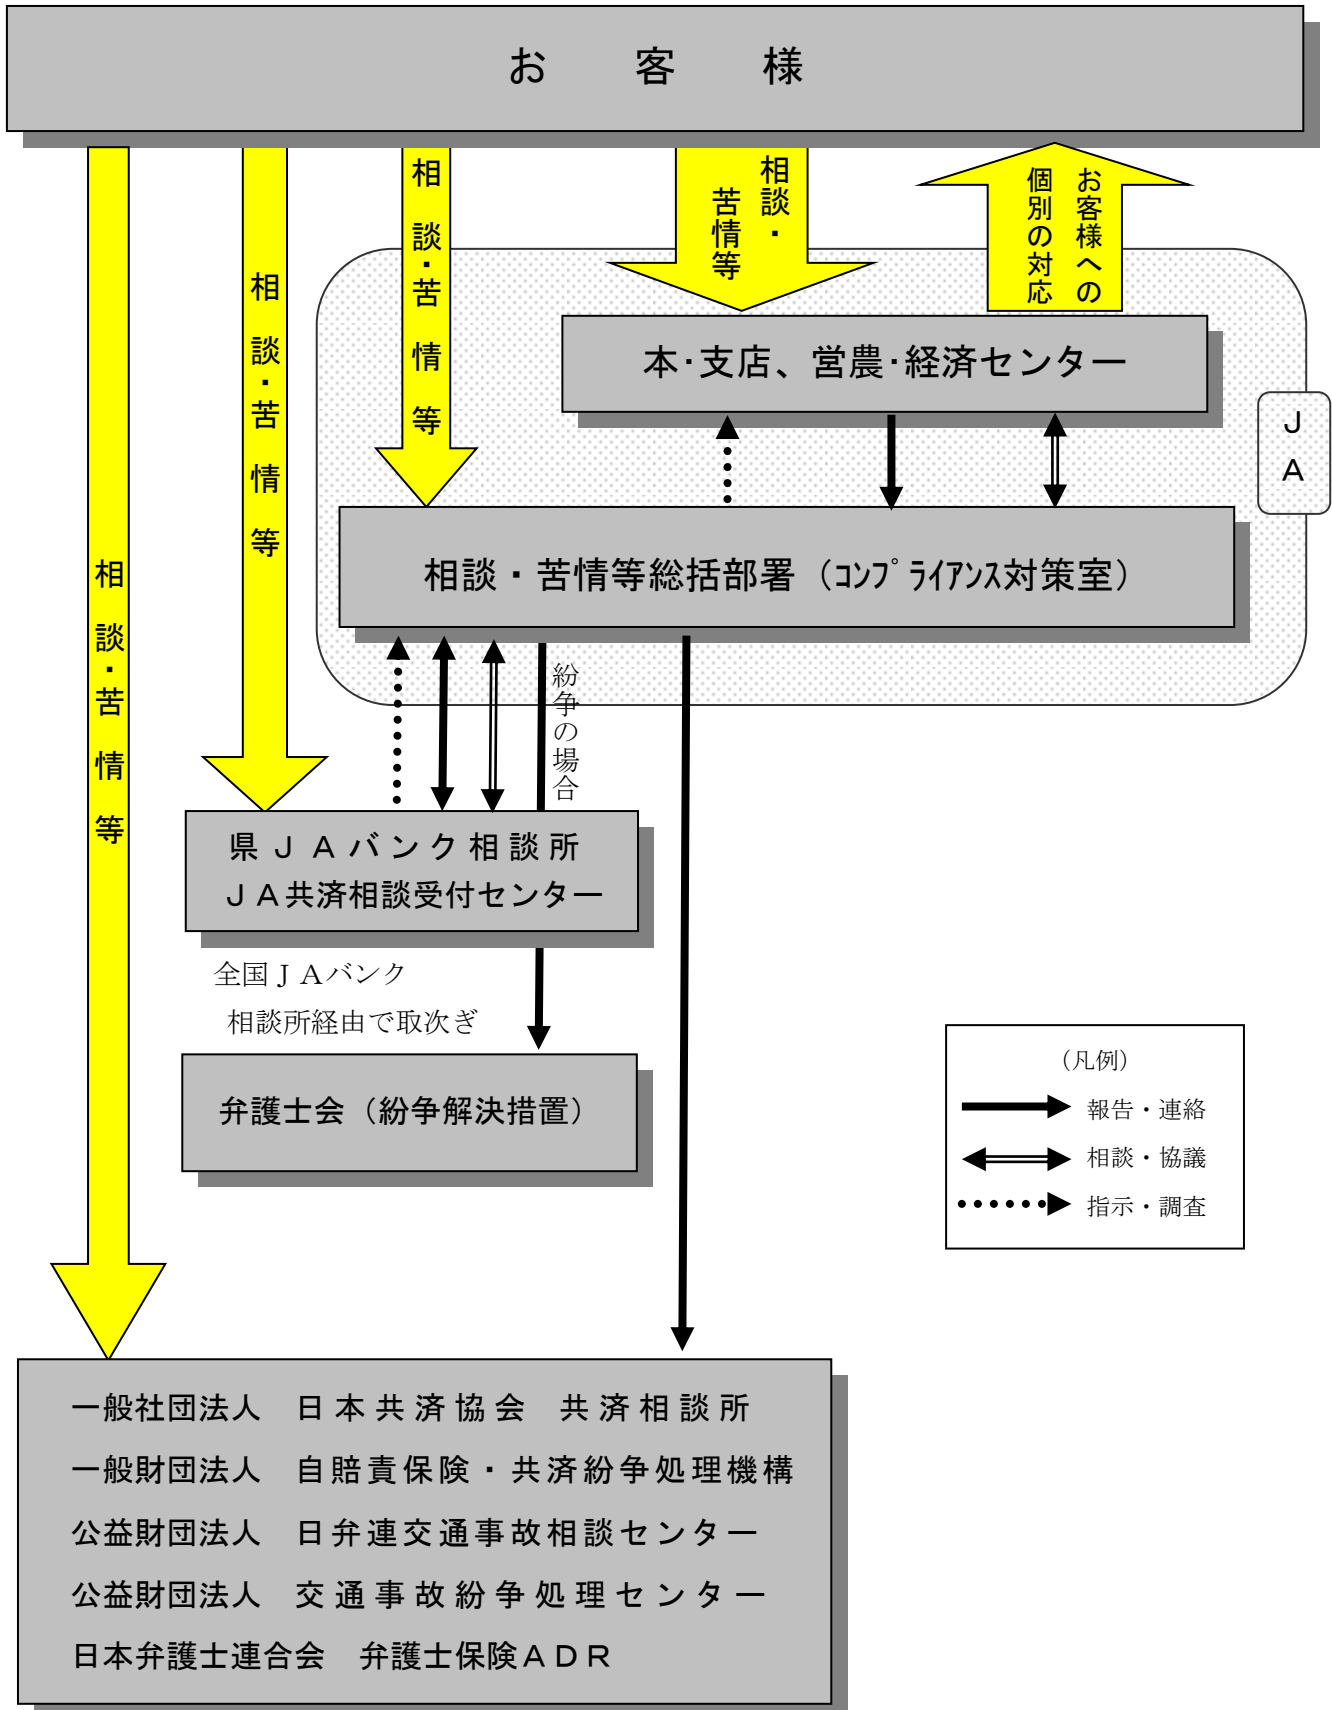 お　客　様
相談・苦情等
相談・苦情等
相談・苦情等
相談・
苦情等
お客様への
個別の対応
本・支店、営農・経済センター
ＪＡ
相談・苦情等総括部署（ｺﾝﾌﾟﾗｲｱﾝｽ対策室）
紛争の場合
県ＪＡバンク相談所
ＪＡ共済相談受付センター
全国ＪＡバンク
相談所経由で取次ぎ
弁護士会（紛争解決措置）
（凡例）
報告・連絡
相談・協議
指示・調査
一般社団法人　日本共済協会　共済相談所
一般財団法人　自賠責保険・共済紛争処理機構
公益財団法人　日弁連交通事故相談センター
公益財団法人　交通事故紛争処理センター
日本弁護士連合会　弁護士保険ＡＤＲ